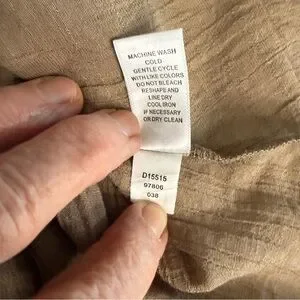 MACHINE WASH
COLD
GENTLE CYCLE
WITH LIKE COLORS
DO NOT BLEACH
RESHAPE AND
LINE DRY
COOL IRON
IF NECESSARY
OR DRY CLEAN
D15515
97806
038